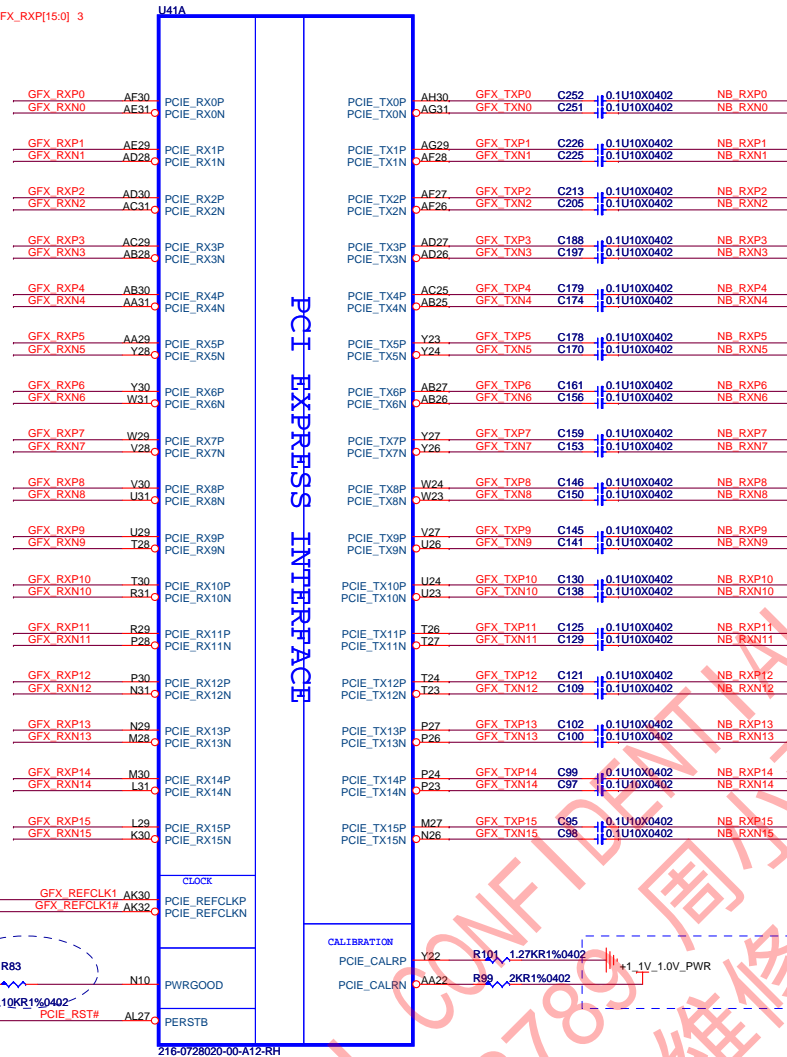 FX_RXP[15:0] 3
U41A
GFX_RXP0 AF30 PCIE_RX0P PCIE_TX0P AH30 GFX_TXP0 C252 0.1U10X0402 NB_RXP0
GFX_RXN0 AE31 PCIE_RX0N PCIE_TX0N AG31 GFX_TXN0 C251 0.1U10X0402 NB_RXN0
GFX_RXP1 AE29 PCIE_RX1P PCIE_TX1P AG29 GFX_TXP1 C226 0.1U10X0402 NB_RXP1
GFX_RXN1 AD28 PCIE_RX1N PCIE_TX1N AF28 GFX_TXN1 C225 0.1U10X0402 NB_RXN1
GFX_RXP2 AD30 PCIE_RX2P PCIE_TX2P AF27 GFX_TXP2 C213 0.1U10X0402 NB_RXP2
GFX_RXN2 AC31 PCIE_RX2N PCIE_TX2N AF26 GFX_TXN2 C205 0.1U10X0402 NB_RXN2
GFX_RXP3 AC29 PCIE_RX3P PCIE_TX3P AD27 GFX_TXP3 C188 0.1U10X0402 NB_RXP3
GFX_RXN3 AB28 PCIE_RX3N PCIE_TX3N AD26 GFX_TXN3 C197 0.1U10X0402 NB_RXN3
GFX_RXP4 AB30 PCIE_RX4P PCIE_TX4P AC25 GFX_TXP4 C179 0.1U10X0402 NB_RXP4
GFX_RXN4 AA31 PCIE_RX4N PCIE_TX4N AB25 GFX_TXN4 C174 0.1U10X0402 NB_RXN4
GFX_RXP5 AA29 PCIE_RX5P PCIE_TX5P Y23 GFX_TXP5 C178 0.1U10X0402 NB_RXP5
GFX_RXN5 Y28 PCIE_RX5N PCIE_TX5N Y24 GFX_TXN5 C170 0.1U10X0402 NB_RXN5
GFX_RXP6 Y30 PCIE_RX6P PCIE_TX6P AB27 GFX_TXP6 C161 0.1U10X0402 NB_RXP6
GFX_RXN6 W31 PCIE_RX6N PCIE_TX6N AB26 GFX_TXN6 C156 0.1U10X0402 NB_RXN6
GFX_RXP7 W29 PCIE_RX7P PCIE_TX7P Y27 GFX_TXP7 C159 0.1U10X0402 NB_RXP7
GFX_RXN7 V28 PCIE_RX7N PCIE_TX7N Y26 GFX_TXN7 C153 0.1U10X0402 NB_RXN7
GFX_RXP8 V30 PCIE_RX8P PCIE_TX8P W24 GFX_TXP8 C146 0.1U10X0402 NB_RXP8
GFX_RXN8 U31 PCIE_RX8N PCIE_TX8N W23 GFX_TXN8 C150 0.1U10X0402 NB_RXN8
GFX_RXP9 U29 PCIE_RX9P PCIE_TX9P V27 GFX_TXP9 C145 0.1U10X0402 NB_RXP9
GFX_RXN9 T28 PCIE_RX9N PCIE_TX9N U26 GFX_TXN9 C141 0.1U10X0402 NB_RXN9
GFX_RXP10 T30 PCIE_RX10P PCIE_TX10P U24 GFX_TXP10 C130 0.1U10X0402 NB_RXP10
GFX_RXN10 R31 PCIE_RX10N PCIE_TX10N U23 GFX_TXN10 C138 0.1U10X0402 NB_RXN10
GFX_RXP11 R29 PCIE_RX11P PCIE_TX11P T26 GFX_TXP11 C125 0.1U10X0402 NB_RXP11
GFX_RXN11 P28 PCIE_RX11N PCIE_TX11N T27 GFX_TXN11 C129 0.1U10X0402 NB_RXN11
GFX_RXP12 P30 PCIE_RX12P PCIE_TX12P T24 GFX_TXP12 C121 0.1U10X0402 NB_RXP12
GFX_RXN12 N31 PCIE_RX12N PCIE_TX12N T23 GFX_TXN12 C109 0.1U10X0402 NB_RXN12
GFX_RXP13 N29 PCIE_RX13P PCIE_TX13P P27 GFX_TXP13 C102 0.1U10X0402 NB_RXP13
GFX_RXN13 M28 PCIE_RX13N PCIE_TX13N P26 GFX_TXN13 C100 0.1U10X0402 NB_RXN13
GFX_RXP14 M30 PCIE_RX14P PCIE_TX14P P24 GFX_TXP14 C99 0.1U10X0402 NB_RXP14
GFX_RXN14 L31 PCIE_RX14N PCIE_TX14N P23 GFX_TXN14 C97 0.1U10X0402 NB_RXN14
GFX_RXP15 L29 PCIE_RX15P PCIE_TX15P M27 GFX_TXP15 C95 0.1U10X0402 NB_RXP15
GFX_RXN15 K30 PCIE_RX15N PCIE_TX15N N26 GFX_TXN15 C98 0.1U10X0402 NB_RXN15
PCI EXPRESS INTERFACE
CLOCK
GFX_REFCLK1 AK30 PCIE_REFCLKP
GFX_REFCLK1# AK32 PCIE_REFCLKN
CALIBRATION
PCIE_CALRP Y22 R101 1.27KR1%0402
+1_1V_1.0V_PWR
PCIE_CALRN AA22 R99 2KR1%0402
R83
N10 PWRGOOD
10KR1%0402
PCIE_RST# AL27 PERSTB
216-0728020-00-A12-RH
CONFIDENTIAL
周小
789
维修